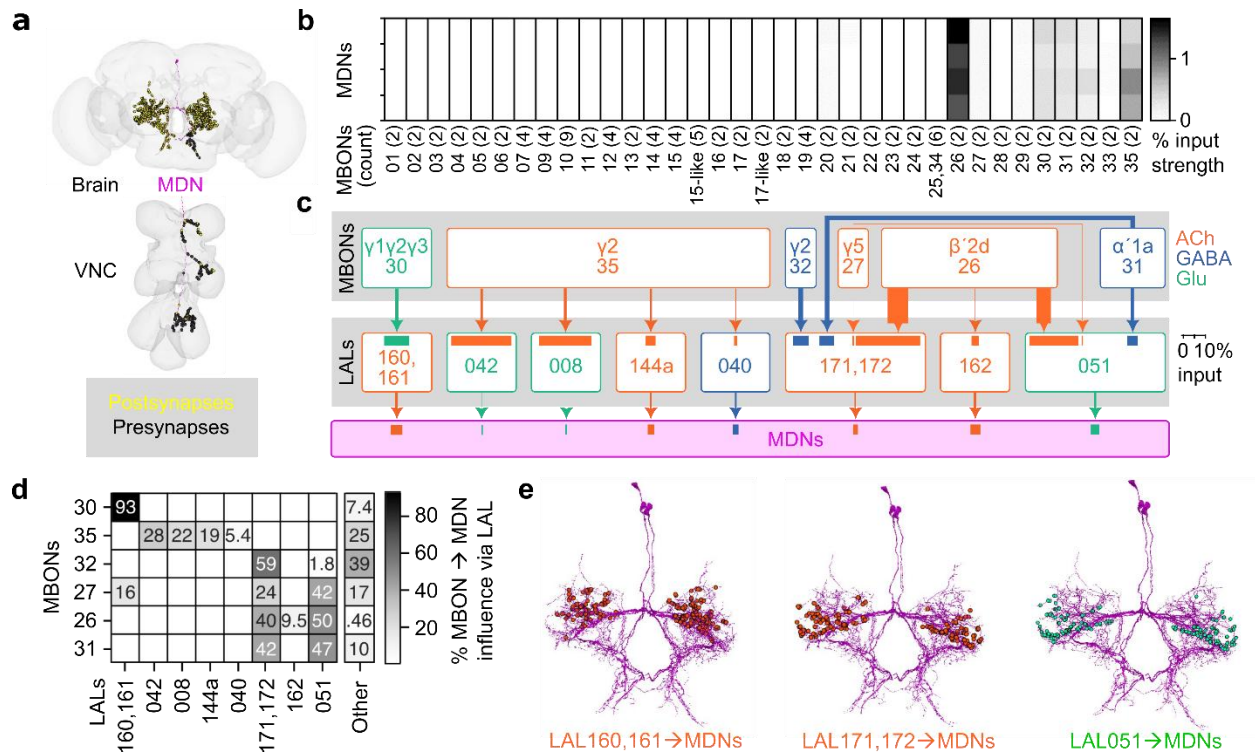 a
Brain
MDN
VNC
Postsynapses
Presynapses
b
MDNs
MBONs
(count)
01 (2)
02 (2)
03 (2)
04 (2)
05 (2)
06 (2)
07 (4)
09 (4)
10 (9)
11 (2)
12 (4)
13 (2)
14 (4)
15 (4)
15-like (5)
16 (2)
17 (2)
17-like (2)
18 (4)
19 (4)
20 (2)
21 (2)
22 (2)
23 (2)
24 (4)
25,34 (6)
26 (2)
27 (2)
28 (2)
29 (2)
30 (2)
31 (2)
32 (2)
33 (2)
35 (2)
1
0
% input
strength
c
MBONs
γ1γ2γ3
30
γ2
35
γ2
32
γ5
27
β´2d
26
α´1a
31
ACh
GABA
Glu
LALs
160,
161
042
008
144a
040
171,172
162
051
0 10%
input
MDNs
d
MBONs
30
35
32
27
26
31
93
7.4
28
22
19
5.4
25
59
1.8
39
16
24
42
17
40
9.5
50
.46
42
47
10
LALs
160,161
042
008
144a
040
171,172
162
051
Other
80
60
40
20
% MBON → MDN
influence via LAL
e
LAL160,161→MDNs
LAL171,172→MDNs
LAL051→MDNs